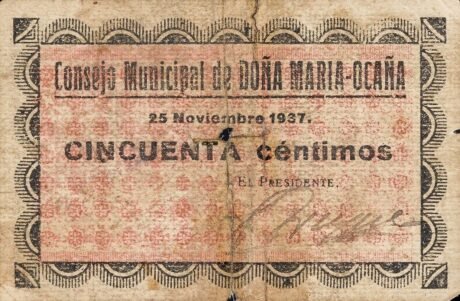 Consejo Municipal de DOÑA MARIA-OCAÑA
25 Noviembre 1937.
CINCUENTA céntimos
EL PRESIDENTE,